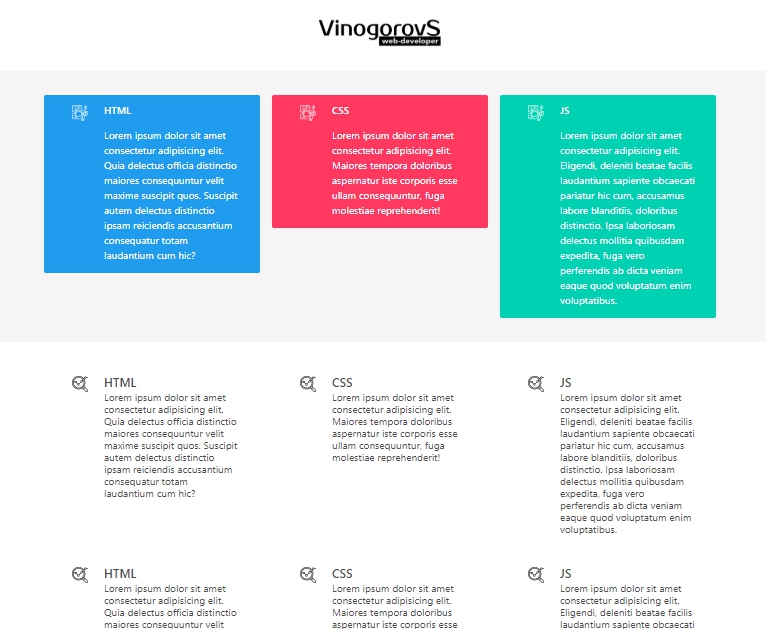 VinogorovS
web-developer
HTML
Lorem ipsum dolor sit amet
consectetur adipisicing elit.
Quia delectus officia distinctio
maiores consequuntur velit
maxime suscipit quos. Suscipit
autem delectus distinctio
ipsam reiciendis accusantium
consequatur totam
laudantium cum hic?
CSS
Lorem ipsum dolor sit amet
consectetur adipisicing elit.
Maiores tempora doloribus
aspernatur iste corporis esse
ullam consequuntur, fuga
molestiae reprehenderit!
JS
Lorem ipsum dolor sit amet
consectetur adipisicing elit.
Eligendi, deleniti beatae facilis
laudantium sapiente obcaecati
pariatur hic cum, accusamus
labore blanditiis, doloribus
distinctio. Ipsa laboriosam
delectus mollitia quibusdam
expedita, fuga vero
perferendis ab dicta veniam
eaque quod voluptatum enim
voluptatibus.
HTML
Lorem ipsum dolor sit amet
consectetur adipisicing elit.
Quia delectus officia distinctio
maiores consequuntur velit
maxime suscipit quos. Suscipit
autem delectus distinctio
ipsam reiciendis accusantium
consequatur totam
laudantium cum hic?
CSS
Lorem ipsum dolor sit amet
consectetur adipisicing elit.
Maiores tempora doloribus
aspernatur iste corporis esse
ullam consequuntur, fuga
molestiae reprehenderit!
JS
Lorem ipsum dolor sit amet
consectetur adipisicing elit.
Eligendi, deleniti beatae facilis
laudantium sapiente obcaecati
pariatur hic cum, accusamus
labore blanditiis, doloribus
distinctio. Ipsa laboriosam
delectus mollitia quibusdam
expedita, fuga vero
perferendis ab dicta veniam
eaque quod voluptatum enim
voluptatibus.
HTML
Lorem ipsum dolor sit amet
consectetur adipisicing elit.
Quia delectus officia distinctio
maiores consequuntur velit
CSS
Lorem ipsum dolor sit amet
consectetur adipisicing elit.
Maiores tempora doloribus
aspernatur iste corporis esse
JS
Lorem ipsum dolor sit amet
consectetur adipisicing elit.
Eligendi, deleniti beatae facilis
laudantium sapiente obcaecati